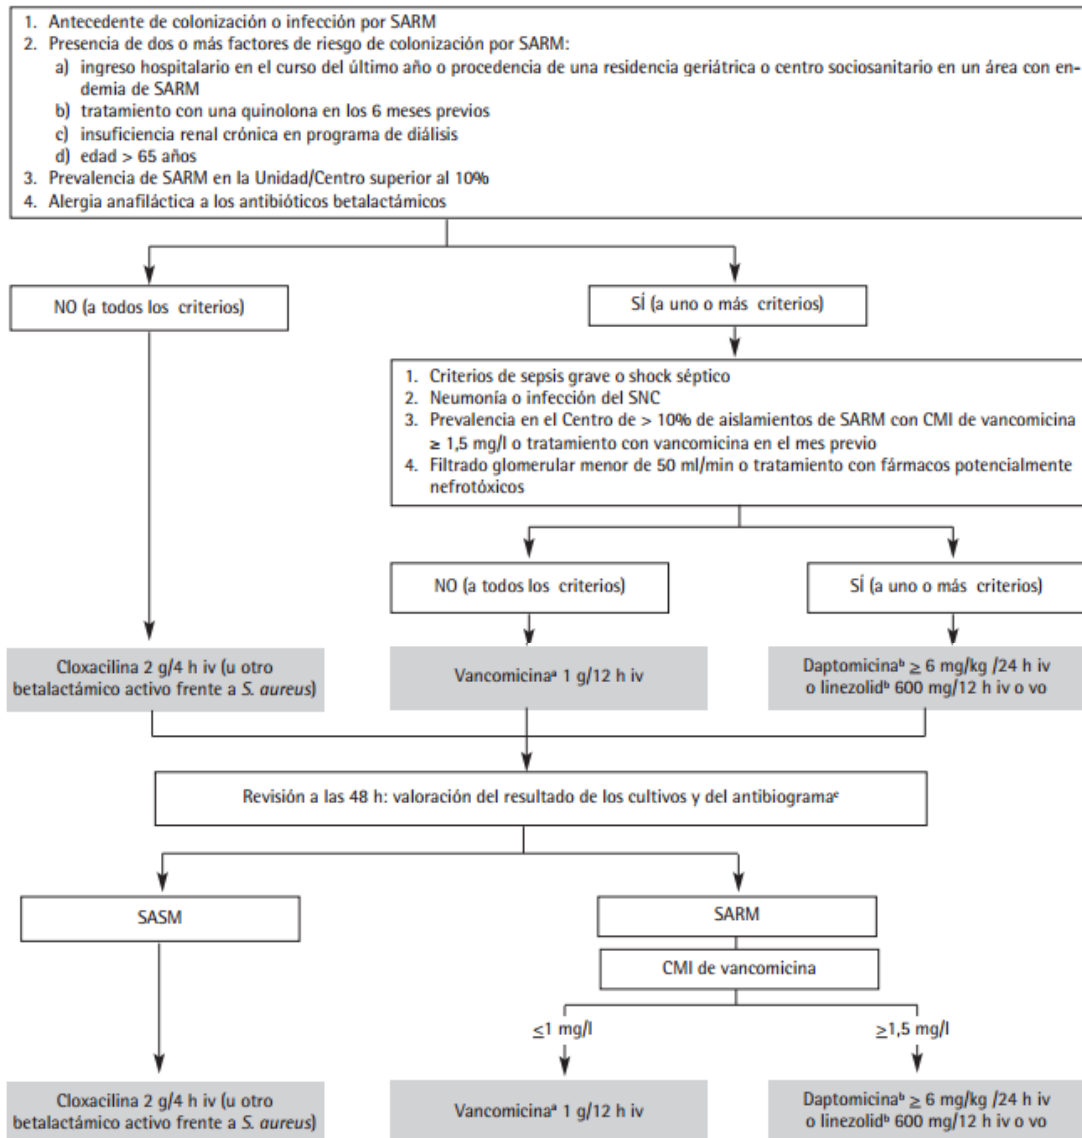 1. Antecedente de colonización o infección por SARM
2. Presencia de dos o más factores de riesgo de colonización por SARM:
a) ingreso hospitalario en el curso del último año o procedencia de una residencia geriátrica o centro sociosanitario en un área con en-
demia de SARM
b) tratamiento con una quinolona en los 6 meses previos
c) insuficiencia renal crónica en programa de diálisis
d) edad > 65 años
3. Prevalencia de SARM en la Unidad/Centro superior al 10%
4. Alergia anafiláctica a los antibióticos betalactámicos
NO (a todos los criterios)
SÍ (a uno o más criterios)
1. Criterios de sepsis grave o shock séptico
2. Neumonía o infección del SNC
3. Prevalencia en el Centro de > 10% de aislamientos de SARM con CMI de vancomicina
≥ 1,5 mg/l o tratamiento con vancomicina en el mes previo
4. Filtrado glomerular menor de 50 ml/min o tratamiento con fármacos potencialmente
nefrotóxicos
NO (a todos los criterios)
SÍ (a uno o más criterios)
Cloxacilina 2 g/4 h iv (u otro
betalactámico activo frente a S. aureus)
Vancomicinaᵃ 1 g/12 h iv
Daptomicinaᵇ ≥ 6 mg/kg /24 h iv
o linezolidᵇ 600 mg/12 h iv o vo
Revisión a las 48 h: valoración del resultado de los cultivos y del antibiogramaᶜ
SASM
SARM
CMI de vancomicina
≤1 mg/l
≥1,5 mg/l
Cloxacilina 2 g/4 h iv (u otro
betalactámico activo frente a S. aureus)
Vancomicinaᵃ 1 g/12 h iv
Daptomicinaᵇ ≥ 6 mg/kg /24 h iv
o linezolidᵇ 600 mg/12 h iv o vo